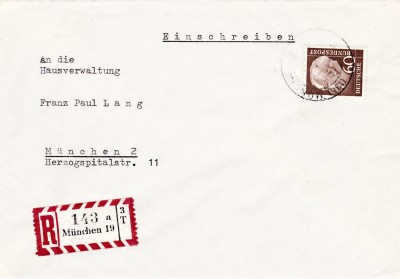 Einschreiben
An die
Hausverwaltung
Franz Paul Lang
München 2
Herzogspitalstr. 11
DEUTSCHE
BUNDESPOST
60
R
143 a
München 19
3
T